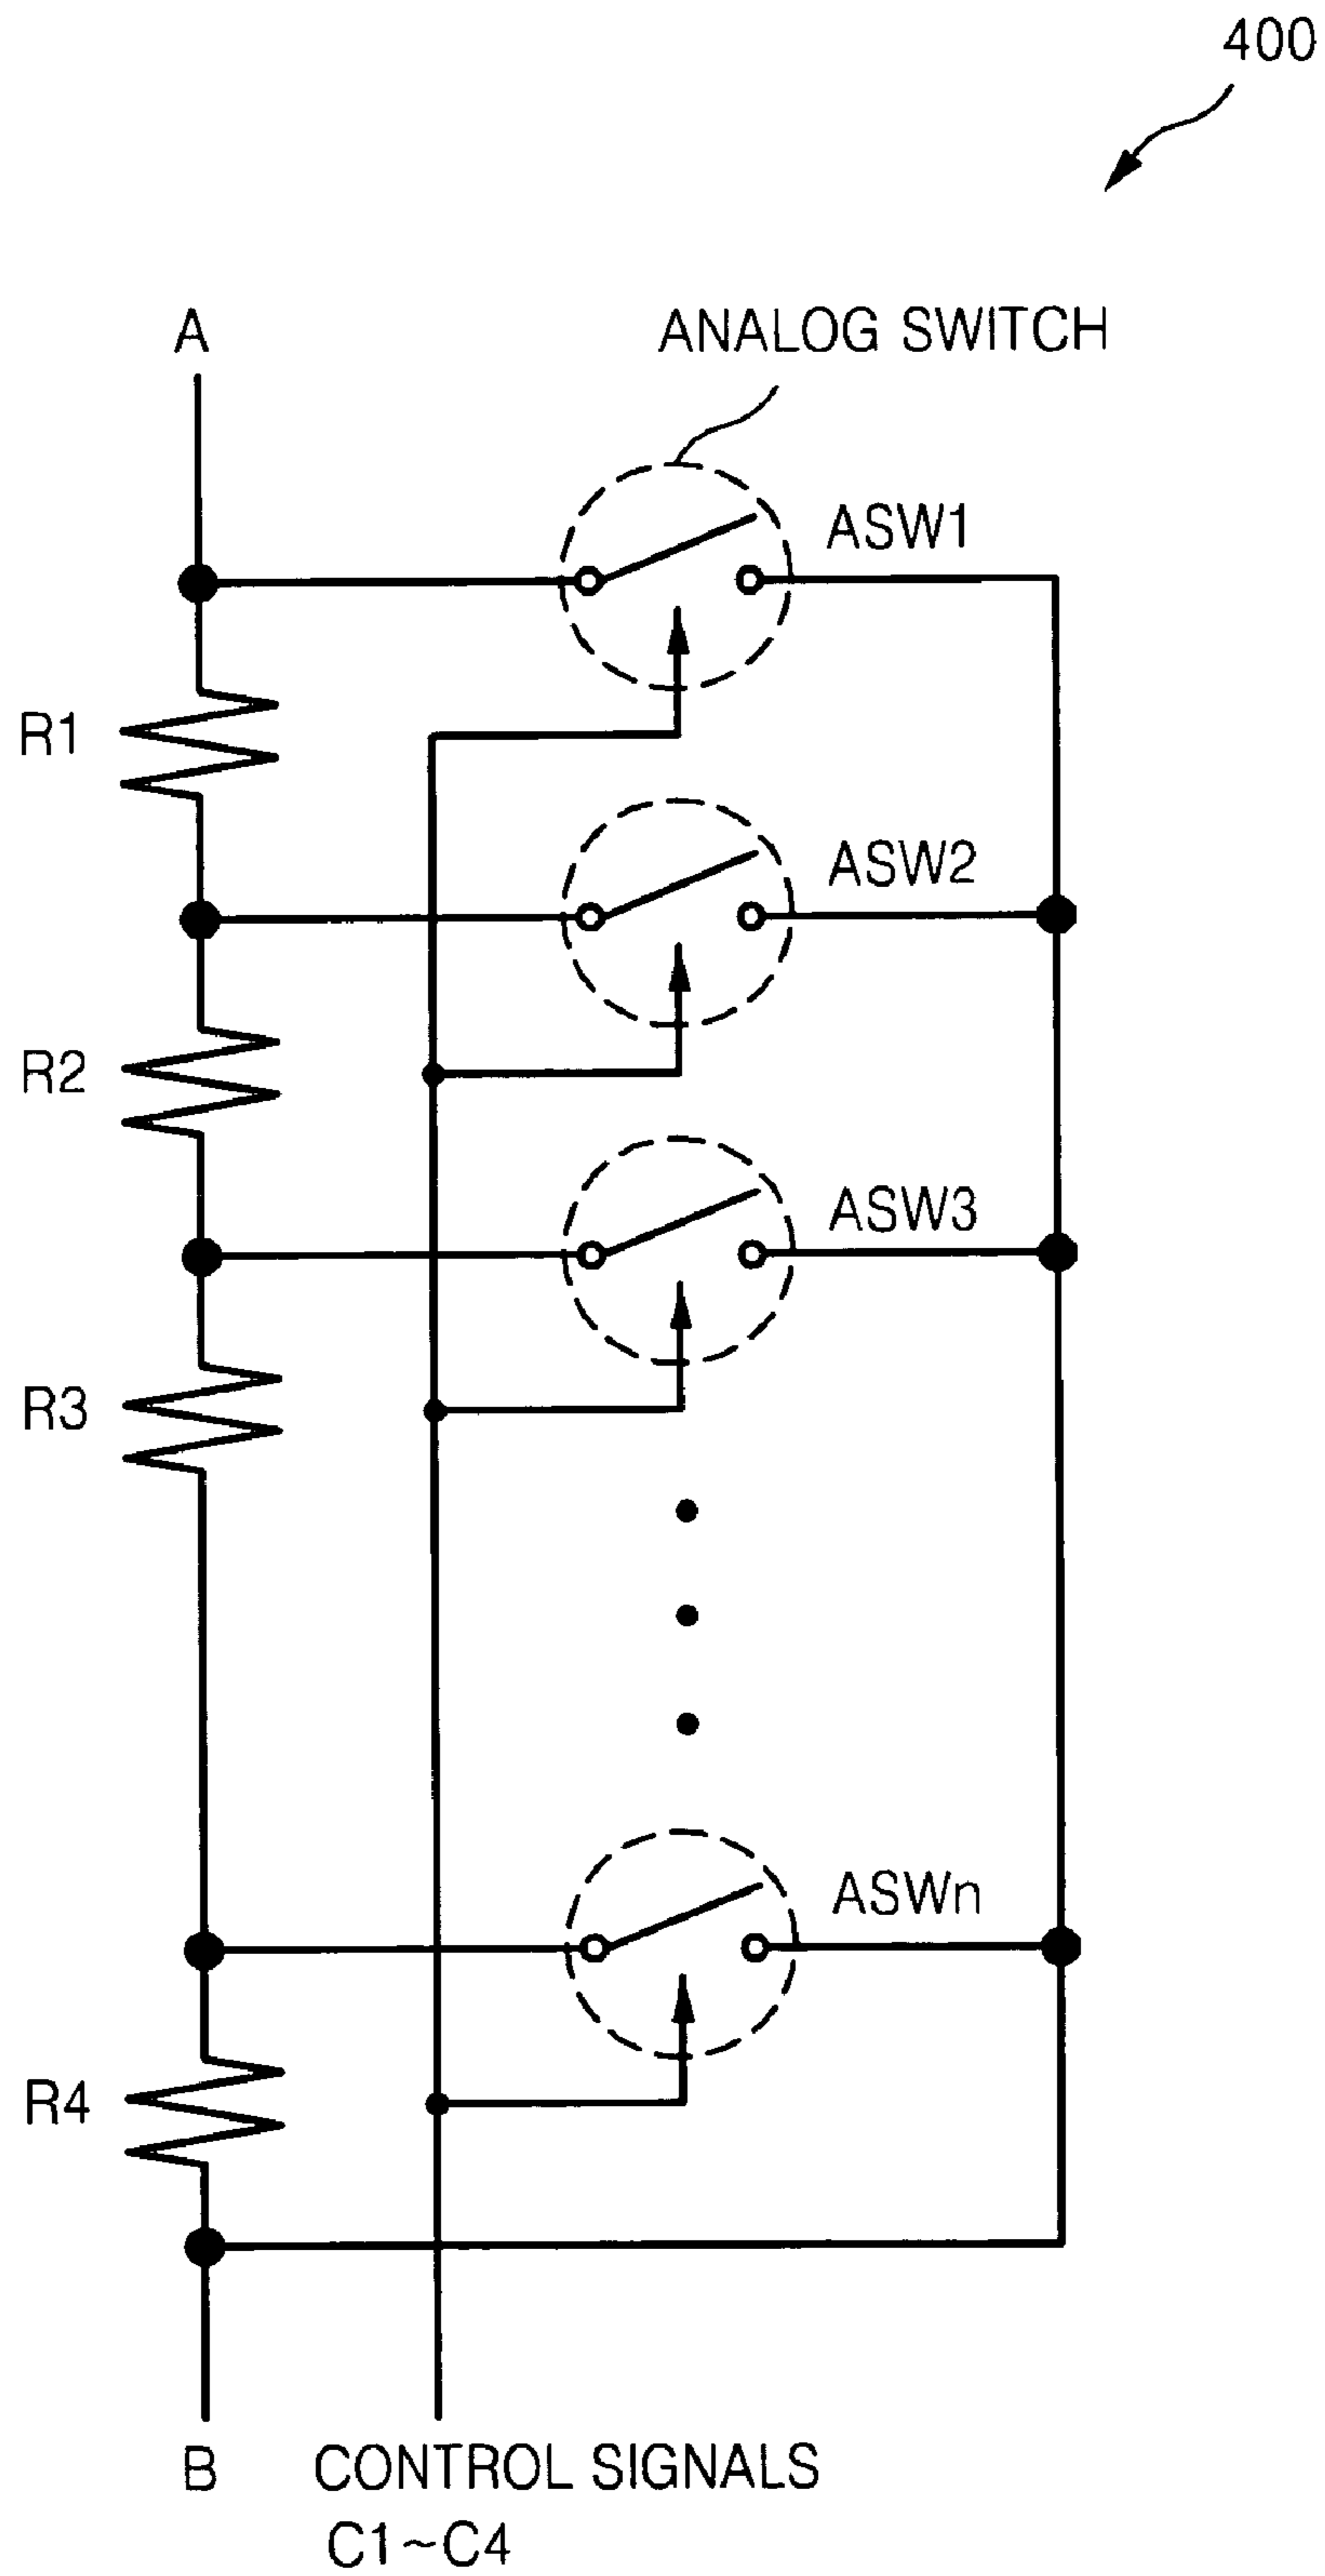 400
A
ANALOG SWITCH
ASW1
R1
ASW2
R2
ASW3
R3
ASWn
R4
B
CONTROL SIGNALS
C1~C4